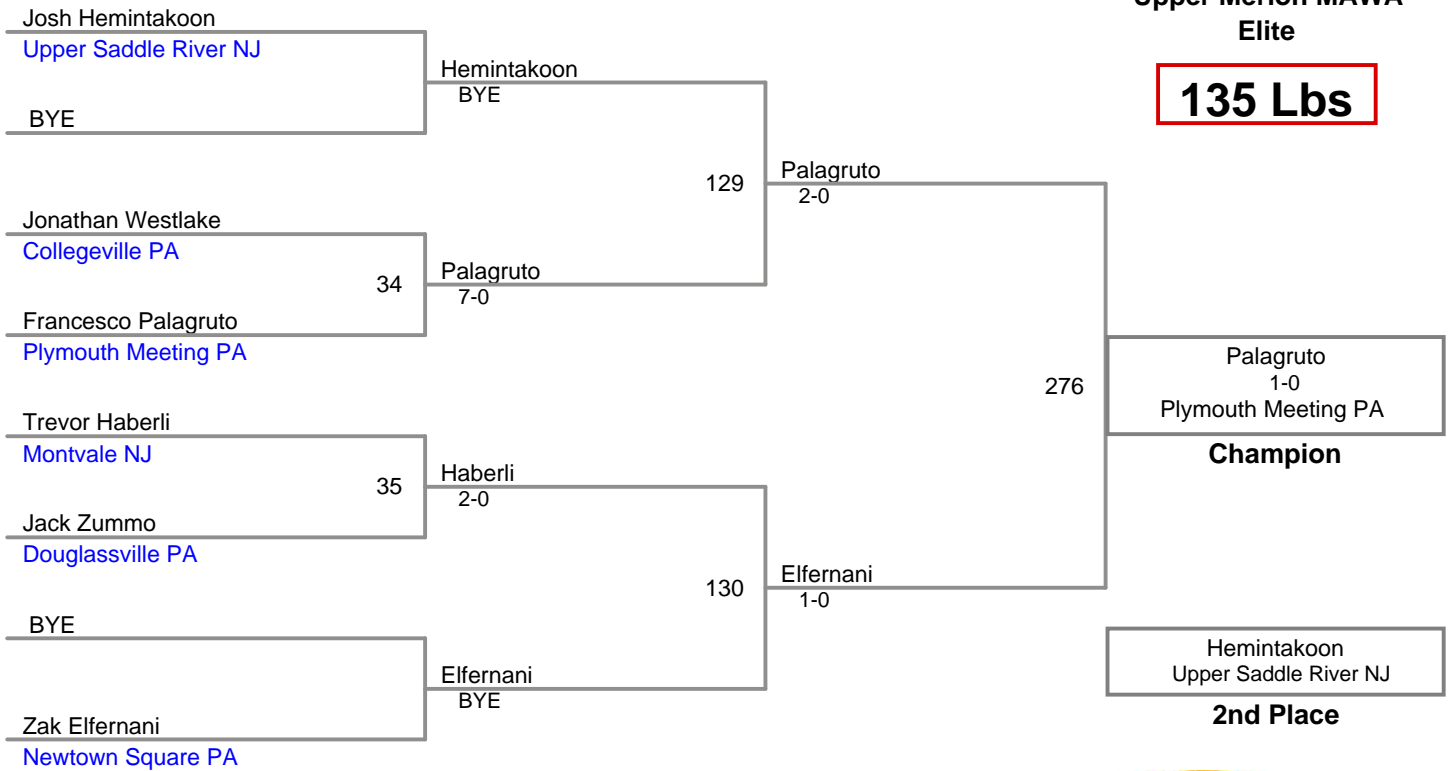 Upper Merion MAWA
Elite
135 Lbs
Josh Hemintakoon
Upper Saddle River NJ
BYE
Hemintakoon
BYE
Jonathan Westlake
Collegeville PA
34
Francesco Palagruto
Plymouth Meeting PA
Palagruto
7-0
129
Palagruto
2-0
Trevor Haberli
Montvale NJ
35
Jack Zummo
Douglassville PA
Haberli
2-0
BYE
Zak Elfernani
Newtown Square PA
Elfernani
BYE
130
Elfernani
1-0
276
Palagruto
1-0
Plymouth Meeting PA
Champion
Hemintakoon
Upper Saddle River NJ
2nd Place